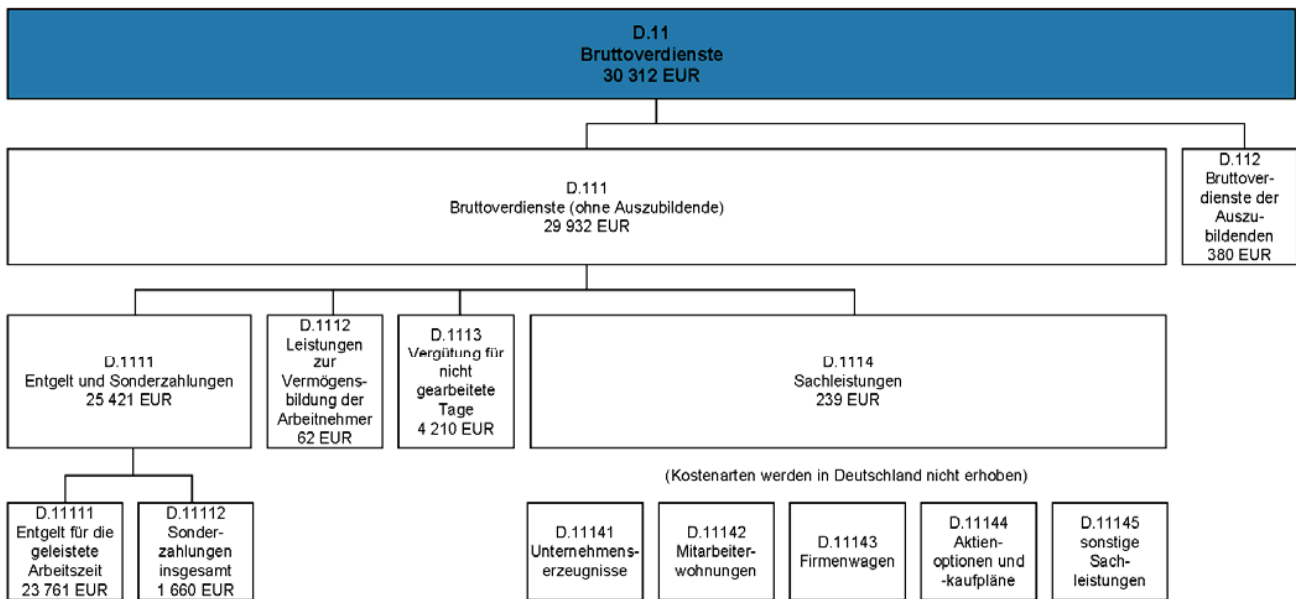 D.11
Bruttoverdienste
30 312 EUR
D.111
Bruttoverdienste (ohne Auszubildende)
29 932 EUR
D.112
Bruttover-
dienste der
Auszu-
bildenden
380 EUR
D.1111
Entgelt und Sonderzahlungen
25 421 EUR
D.1112
Leistungen
zur
Vermögens-
bildung der
Arbeitnehmer
62 EUR
D.1113
Vergütung für
nicht
gearbeitete
Tage
4 210 EUR
D.1114
Sachleistungen
239 EUR
(Kostenarten werden in Deutschland nicht erhoben)
D.11111
Entgelt für die
geleistete
Arbeitszeit
23 761 EUR
D.11112
Sonder-
zahlungen
insgesamt
1 660 EUR
D.11141
Unternehmens-
erzeugnisse
D.11142
Mitarbeiter-
wohnungen
D.11143
Firmenwagen
D.11144
Aktien-
optionen und
-kaufpläne
D.11145
sonstige
Sach-
leistungen